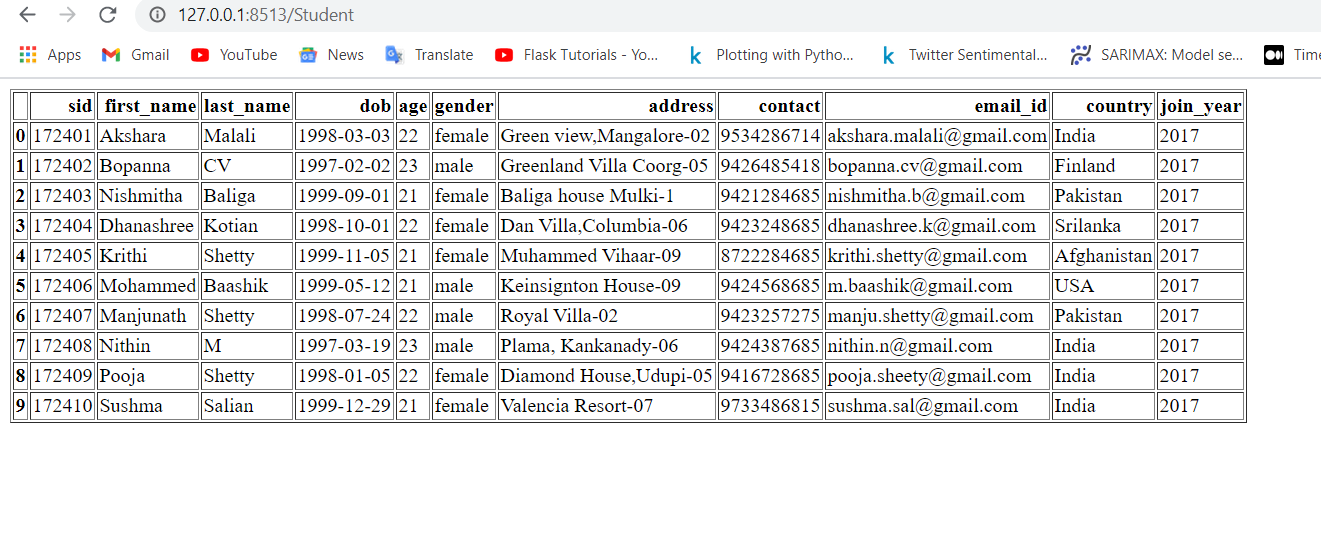 127.0.0.1:8513/Student
Apps Gmail YouTube News Translate Flask Tutorials - Yo... Plotting with Pytho... Twitter Sentimental... SARIMAX: Model se... Time
sid first_name last_name dob age gender address contact email_id country join_year
0 172401 Akshara Malali 1998-03-03 22 female Green view,Mangalore-02 9534286714 akshara.malali@gmail.com India 2017
1 172402 Bopanna CV 1997-02-02 23 male Greenland Villa Coorg-05 9426485418 bopanna.cv@gmail.com Finland 2017
2 172403 Nishmitha Baliga 1999-09-01 21 female Baliga house Mulki-1 9421284685 nishmitha.b@gmail.com Pakistan 2017
3 172404 Dhanashree Kotian 1998-10-01 22 female Dan Villa,Columbia-06 9423248685 dhanashree.k@gmail.com Srilanka 2017
4 172405 Krithi Shetty 1999-11-05 21 female Muhammed Vihaar-09 8722284685 krithi.shetty@gmail.com Afghanistan 2017
5 172406 Mohammed Baashik 1999-05-12 21 male Keinsignton House-09 9424568685 m.baashik@gmail.com USA 2017
6 172407 Manjunath Shetty 1998-07-24 22 male Royal Villa-02 9423257275 manju.shetty@gmail.com Pakistan 2017
7 172408 Nithin M 1997-03-19 23 male Plama, Kankanady-06 9424387685 nithin.n@gmail.com India 2017
8 172409 Pooja Shetty 1998-01-05 22 female Diamond House,Udupi-05 9416728685 pooja.sheety@gmail.com India 2017
9 172410 Sushma Salian 1999-12-29 21 female Valencia Resort-07 9733486815 sushma.sal@gmail.com India 2017